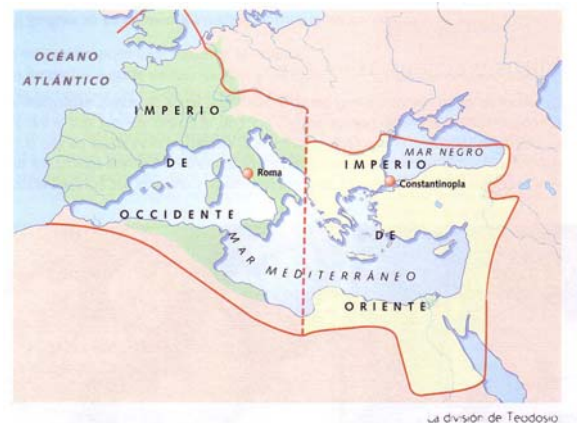 OCÉANO
ATLÁNTICO
IMPERIO
DE
OCCIDENTE
Roma
MAR MEDITERRÁNEO
IMPERIO
MAR NEGRO
Constantinopla
DE
ORIENTE
La división de Teodosio